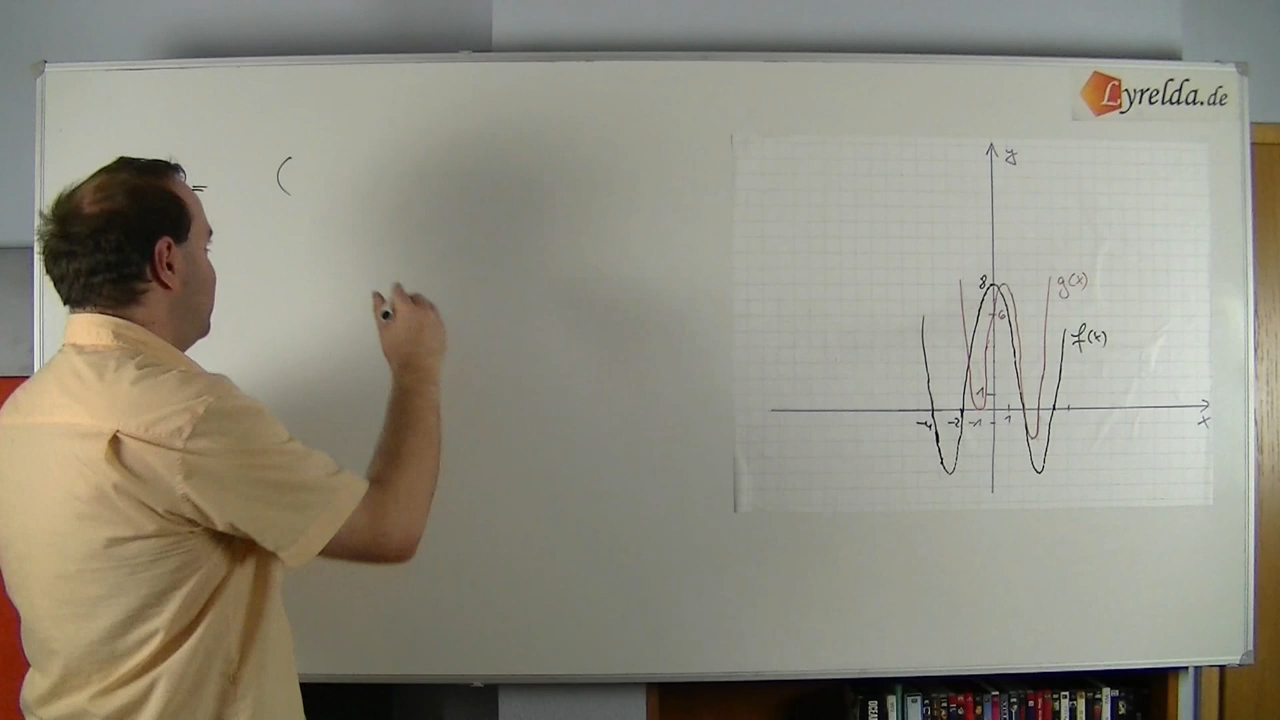 Lyrelda.de
= (
y
8
g(x)
6
f(x)
1
-4 -2 -1 1
x